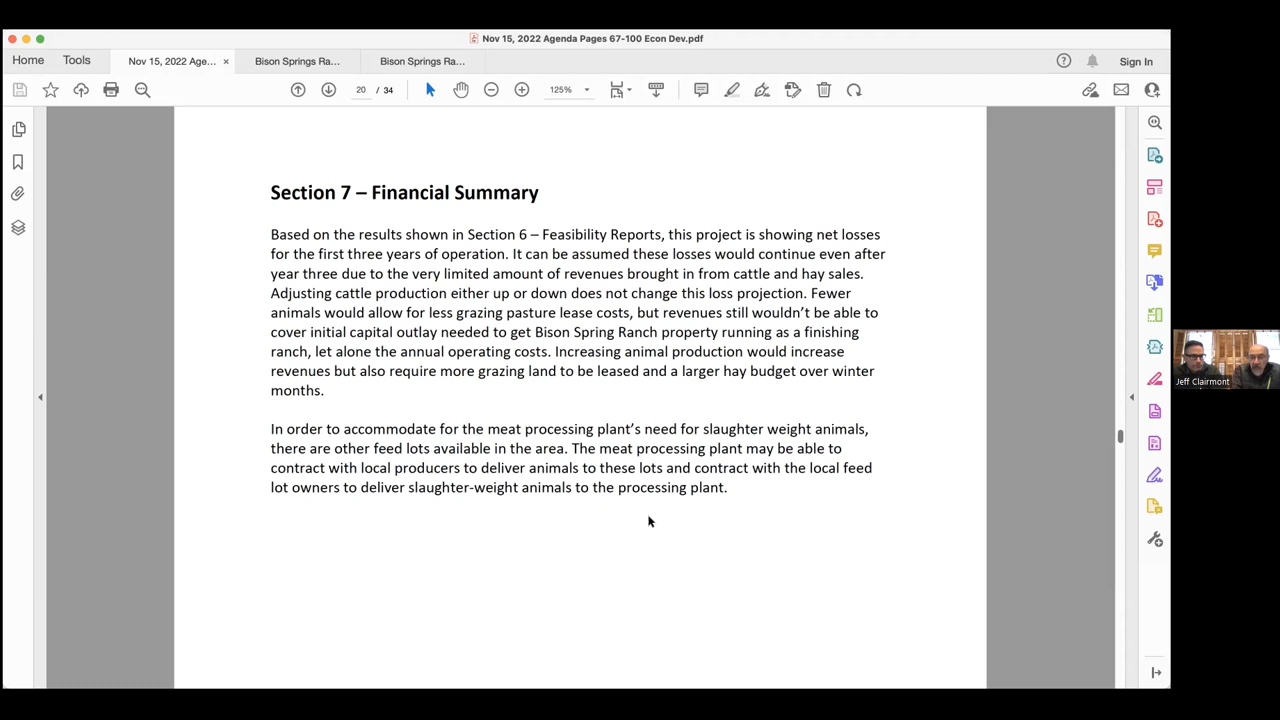 Nov 15, 2022 Agenda Pages 67-100 Econ Dev.pdf
Home
Tools
Nov 15, 2022 Age...
Bison Springs Ra...
Bison Springs Ra...
Sign In
20 / 34
125%
Section 7 – Financial Summary
Based on the results shown in Section 6 – Feasibility Reports, this project is showing net losses
for the first three years of operation. It can be assumed these losses would continue even after
year three due to the very limited amount of revenues brought in from cattle and hay sales.
Adjusting cattle production either up or down does not change this loss projection. Fewer
animals would allow for less grazing pasture lease costs, but revenues still wouldn't be able to
cover initial capital outlay needed to get Bison Spring Ranch property running as a finishing
ranch, let alone the annual operating costs. Increasing animal production would increase
revenues but also require more grazing land to be leased and a larger hay budget over winter
months.
In order to accommodate for the meat processing plant's need for slaughter weight animals,
there are other feed lots available in the area. The meat processing plant may be able to
contract with local producers to deliver animals to these lots and contract with the local feed
lot owners to deliver slaughter-weight animals to the processing plant.
Jeff Clairmont